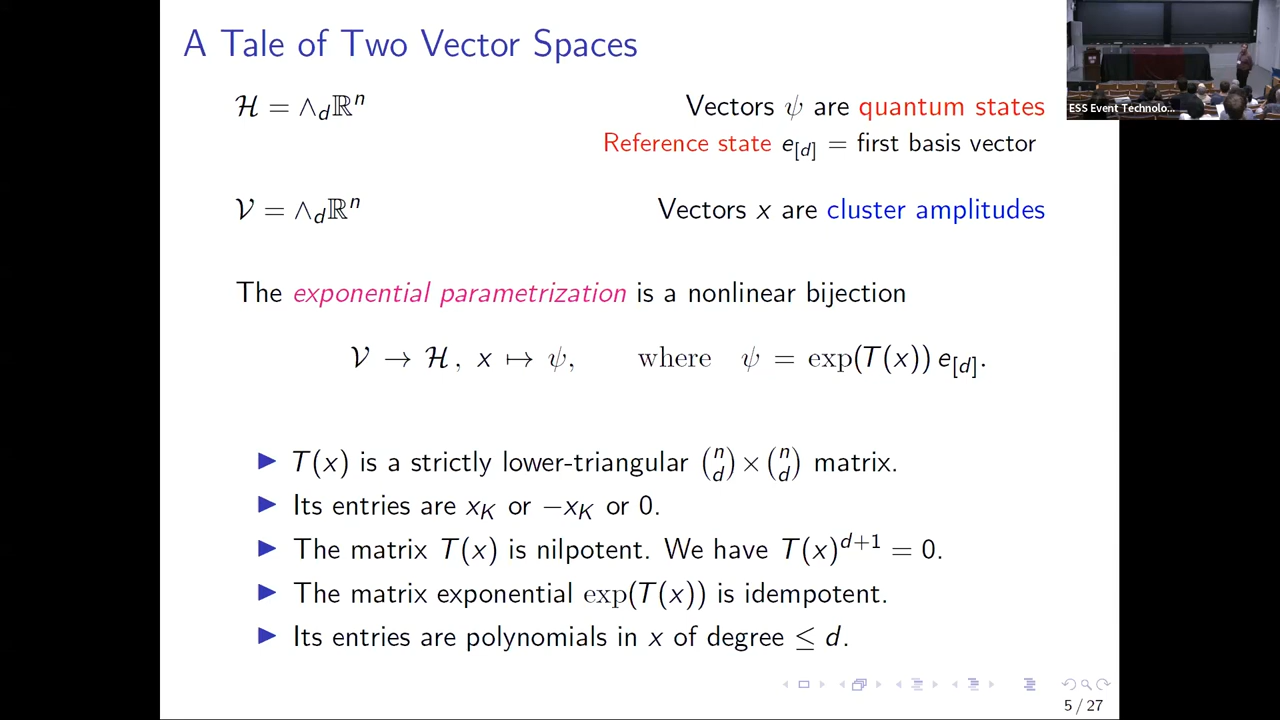 A Tale of Two Vector Spaces
ℋ = ∧_d ℝⁿ Vectors ψ are quantum states
Reference state e_[d] = first basis vector
𝒱 = ∧_d ℝⁿ Vectors x are cluster amplitudes
The exponential parametrization is a nonlinear bijection
𝒱 → ℋ, x ↦ ψ, where ψ = exp(T(x)) e_[d].
▶ T(x) is a strictly lower-triangular (n d) × (n d) matrix.
▶ Its entries are x_K or −x_K or 0.
▶ The matrix T(x) is nilpotent. We have T(x)^{d+1} = 0.
▶ The matrix exponential exp(T(x)) is idempotent.
▶ Its entries are polynomials in x of degree ≤ d.
5 / 27
ESS Event Technolo...